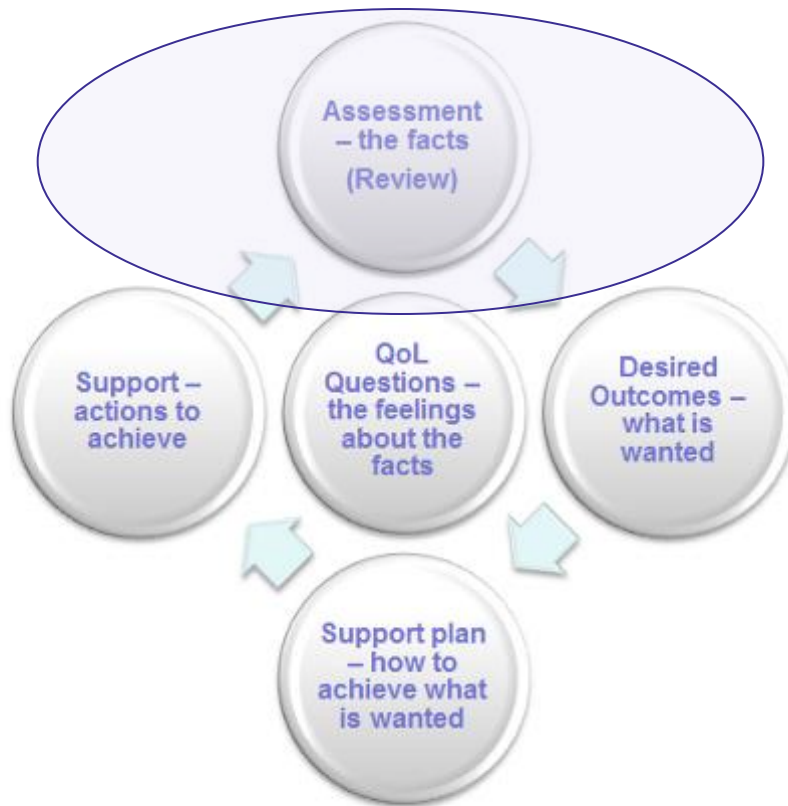 Assessment
– the facts
(Review)
Support –
actions to
achieve
QoL
Questions –
the feelings
about the
facts
Desired
Outcomes –
what is
wanted
Support plan
– how to
achieve what
is wanted